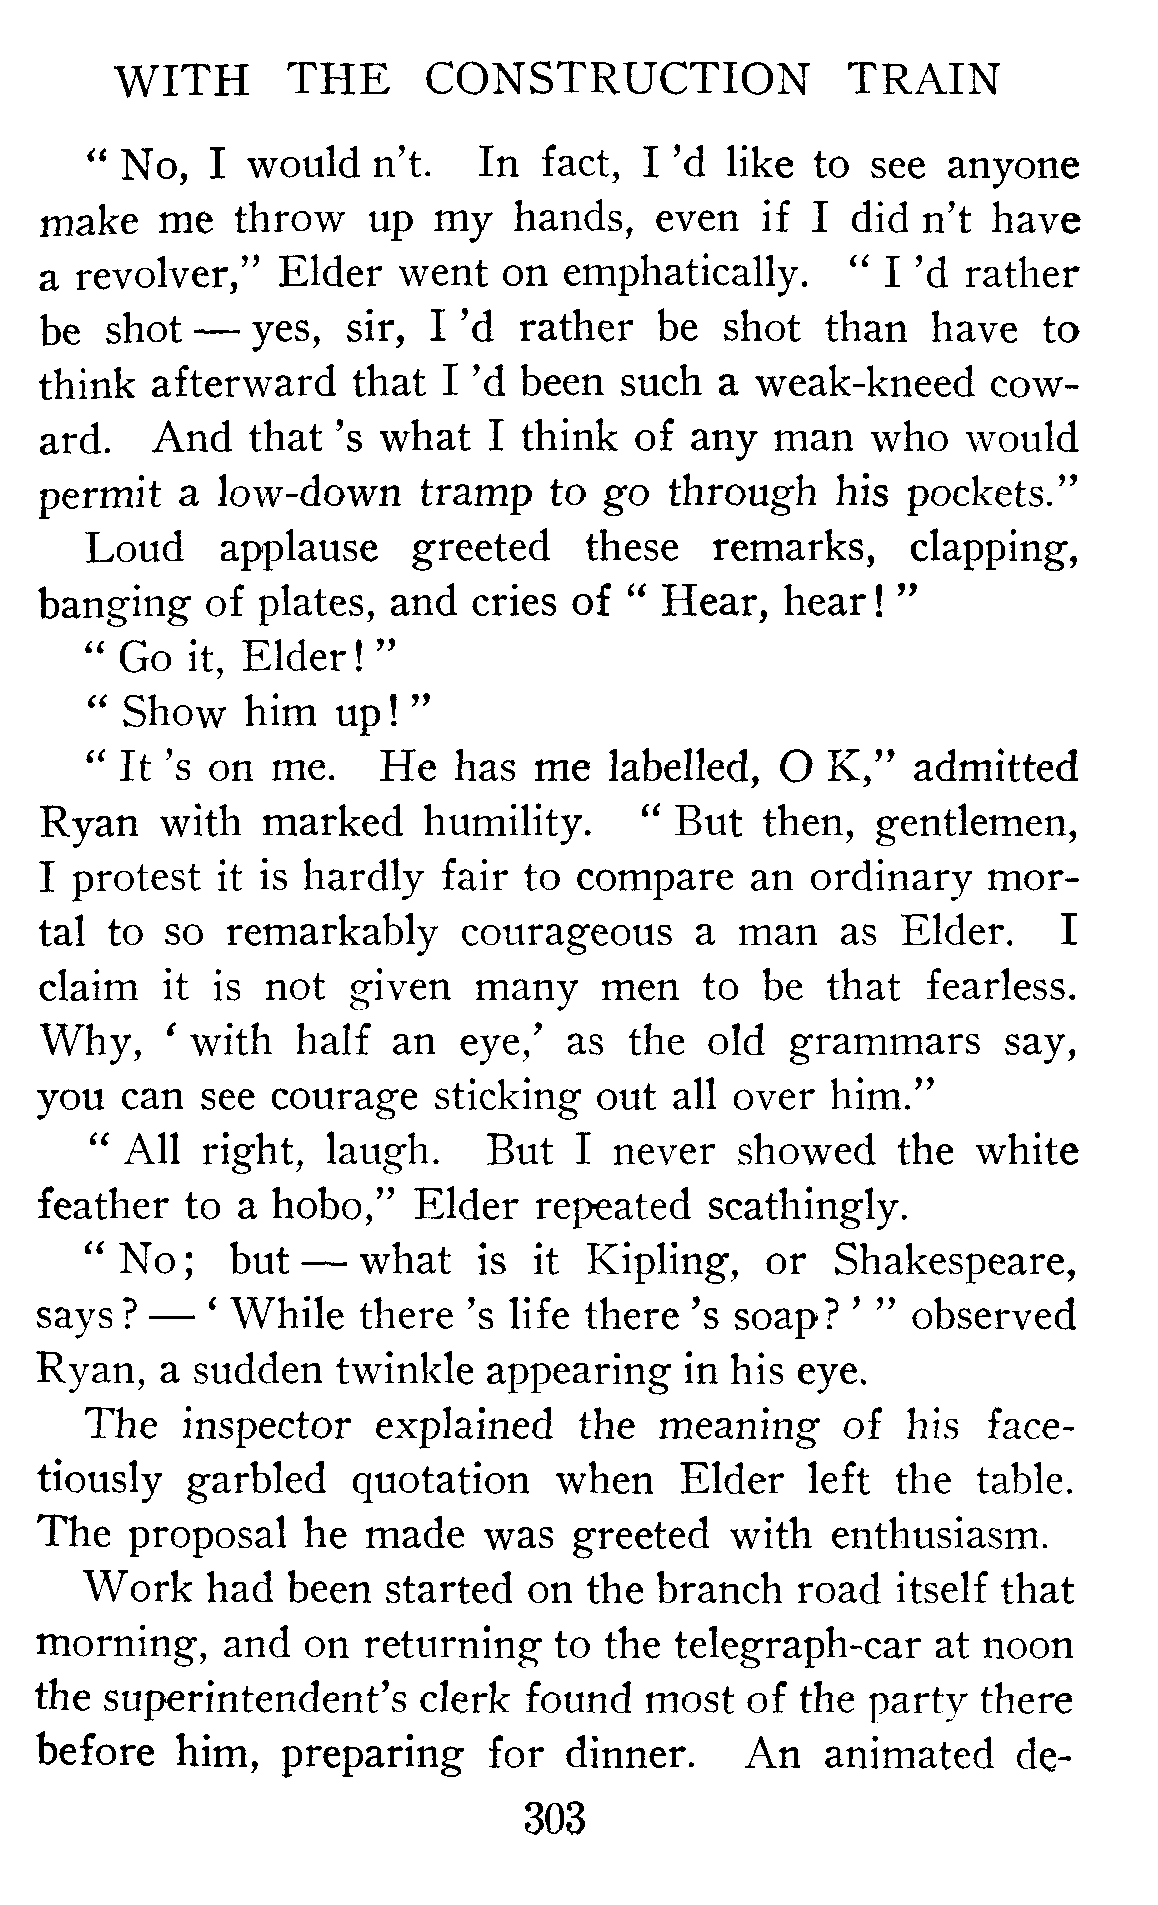 WITH THE CONSTRUCTION TRAIN
“ No, I would n’t. In fact, I ’d like to see anyone
make me throw up my hands, even if I did n’t have
a revolver,” Elder went on emphatically. “ I ’d rather
be shot — yes, sir, I ’d rather be shot than have to
think afterward that I ’d been such a weak-kneed cow-
ard. And that ’s what I think of any man who would
permit a low-down tramp to go through his pockets.”
Loud applause greeted these remarks, clapping,
banging of plates, and cries of “ Hear, hear! ”
“ Go it, Elder! ”
“ Show him up! ”
“ It ’s on me. He has me labelled, O K,” admitted
Ryan with marked humility. “ But then, gentlemen,
I protest it is hardly fair to compare an ordinary mor-
tal to so remarkably courageous a man as Elder. I
claim it is not given many men to be that fearless.
Why, ‘ with half an eye,’ as the old grammars say,
you can see courage sticking out all over him.”
“ All right, laugh. But I never showed the white
feather to a hobo,” Elder repeated scathingly.
“ No; but — what is it Kipling, or Shakespeare,
says? — ‘ While there ’s life there ’s soap? ’ ” observed
Ryan, a sudden twinkle appearing in his eye.
The inspector explained the meaning of his face-
tiously garbled quotation when Elder left the table.
The proposal he made was greeted with enthusiasm.
Work had been started on the branch road itself that
morning, and on returning to the telegraph-car at noon
the superintendent’s clerk found most of the party there
before him, preparing for dinner. An animated de-
303